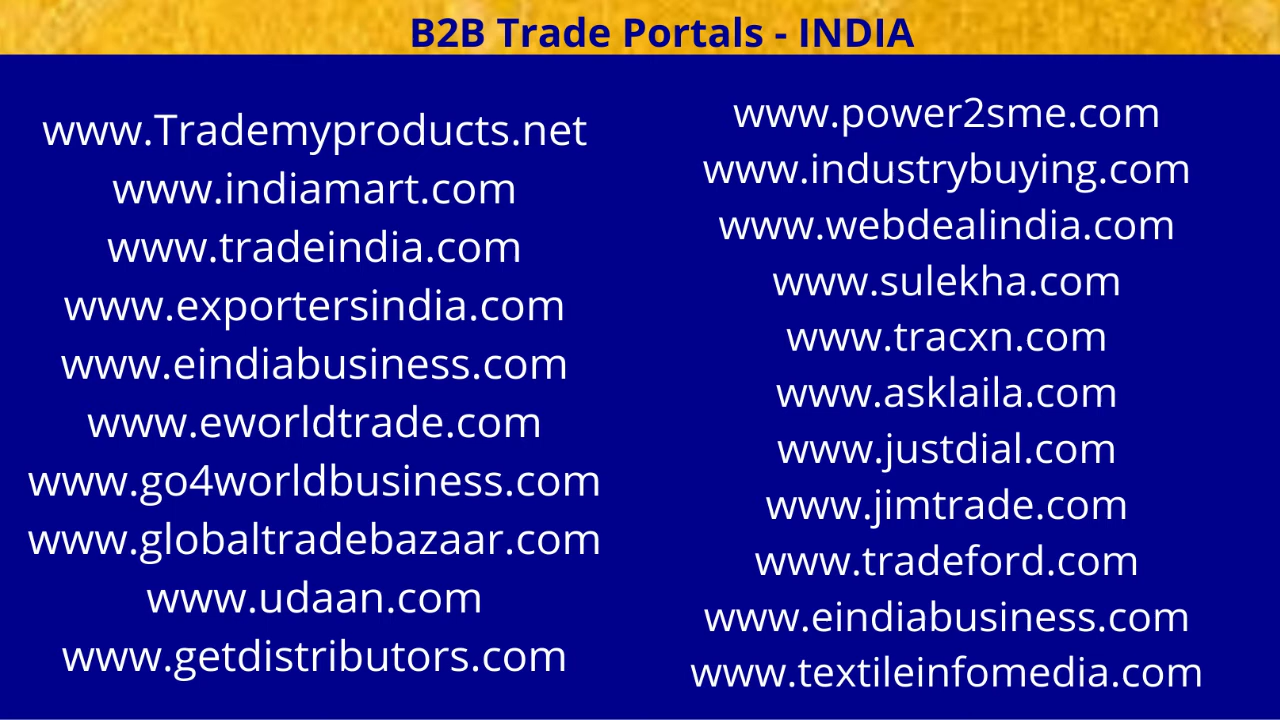 B2B Trade Portals - INDIA
www.Trademyproducts.net
www.indiamart.com
www.tradeindia.com
www.exportersindia.com
www.eindiabusiness.com
www.eworldtrade.com
www.go4worldbusiness.com
www.globaltradebazaar.com
www.udaan.com
www.getdistributors.com
www.power2sme.com
www.industrybuying.com
www.webdealindia.com
www.sulekha.com
www.tracxn.com
www.asklaila.com
www.justdial.com
www.jimtrade.com
www.tradeford.com
www.eindiabusiness.com
www.textileinfomedia.com